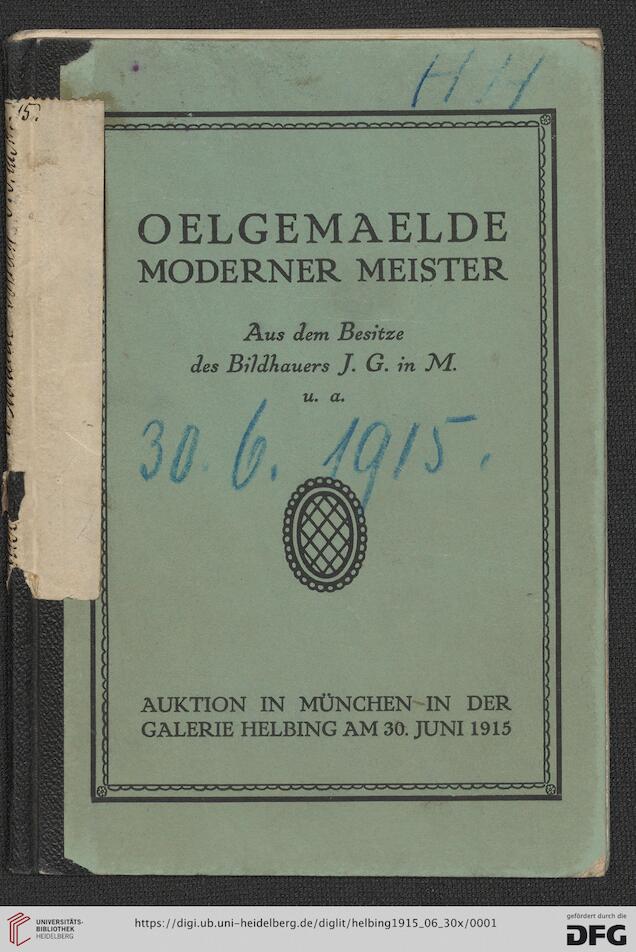 H H
15.
OELGEMAELDE
MODERNER MEISTER
Aus dem Besitze
des Bildhauers J. G. in M.
u. a.
30. 6. 1915.
AUKTION IN MÜNCHEN IN DER
GALERIE HELBING AM 30. JUNI 1915
UNIVERSITÄTS-
BIBLIOTHEK
HEIDELBERG
https://digi.ub.uni-heidelberg.de/diglit/helbing1915_06_30x/0001
gefördert durch die
DFG